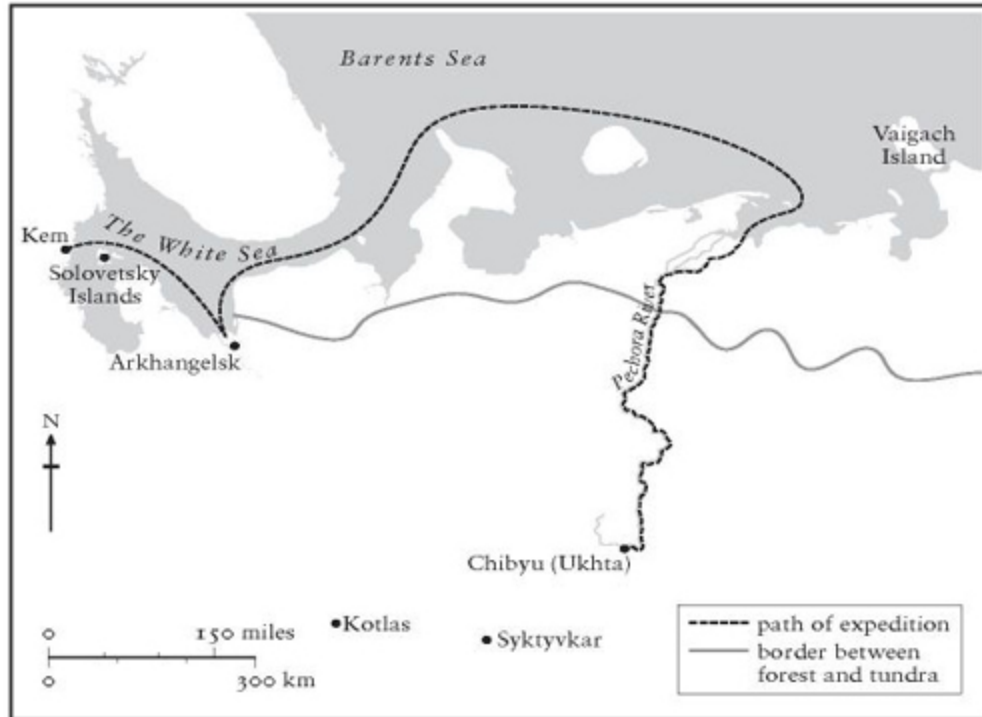 Barents Sea
Vaigach
Island
Kem
The White Sea
Solovetsky
Islands
Arkhangelsk
Pechora River
N
Chibyu (Ukhta)
0 150 miles
0 300 km
Kotlas
Syktyvkar
path of expedition
border between
forest and tundra